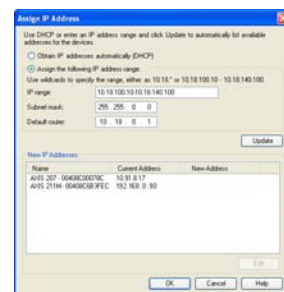 Assign IP Address
Use DHCP or enter an IP address range and click Update to automatically list available
addresses for the devices.
Obtain IP addresses automatically (DHCP)
Assign the following IP address range:
Use wildcards to specify the range, either as 10.18.* or 10.18.100.10 - 10.18.140.100
IP range: 10.18.100.10-10.18.140.100
Subnet mask: 255 255 0 0
Default router: 10 18 0 1
Update
New IP Addresses
Name Current Address New Address
AXIS 207 - 00408C00078C 10.91.8.17
AXIS 211M - 00408C6B3FEC 192.168.0.90
Edit
OK Cancel Help